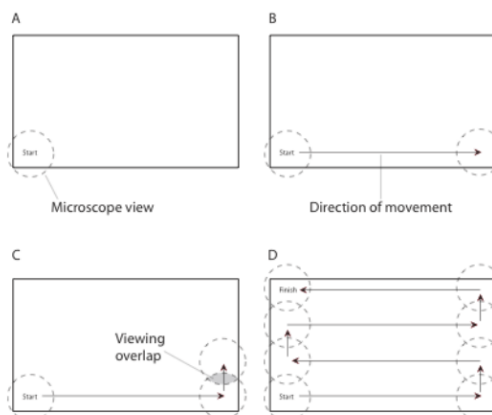 A
B
Start
Start
Microscope view
Direction of movement
C
D
Finish
Viewing
overlap
Start
Start